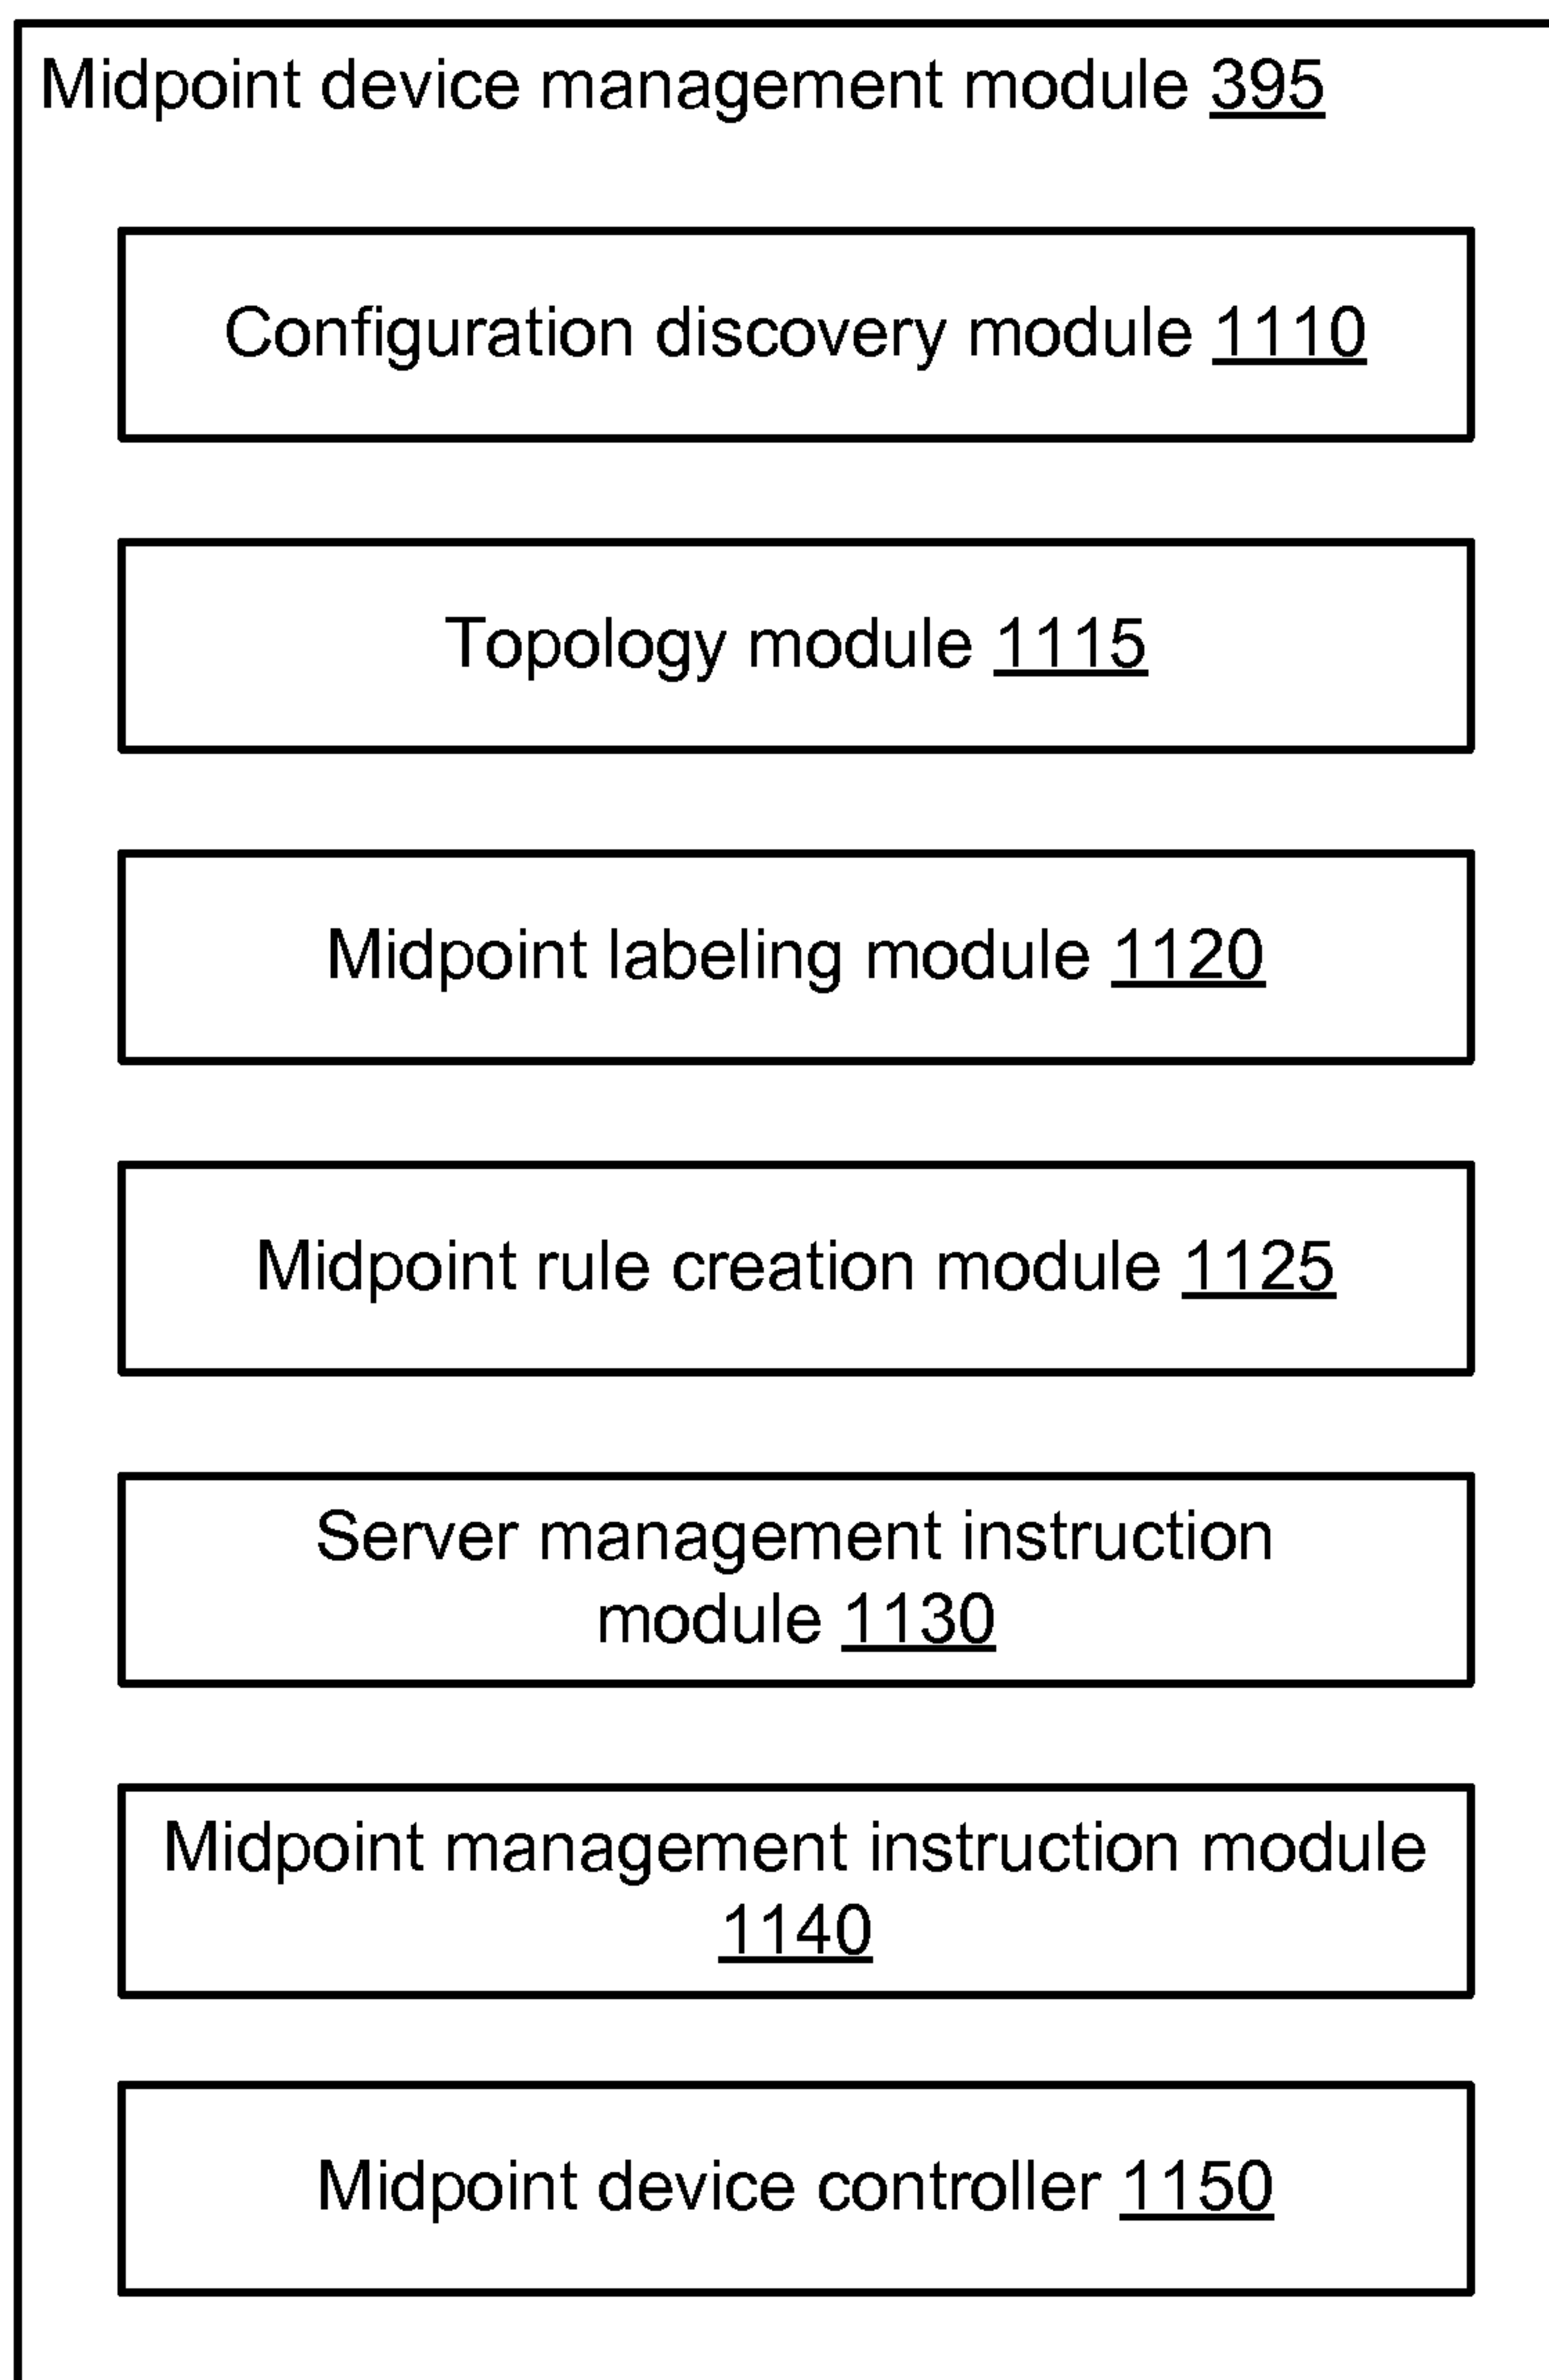 Midpoint device management module 395
Configuration discovery module 1110
Topology module 1115
Midpoint labeling module 1120
Midpoint rule creation module 1125
Server management instruction
module 1130
Midpoint management instruction module
1140
Midpoint device controller 1150